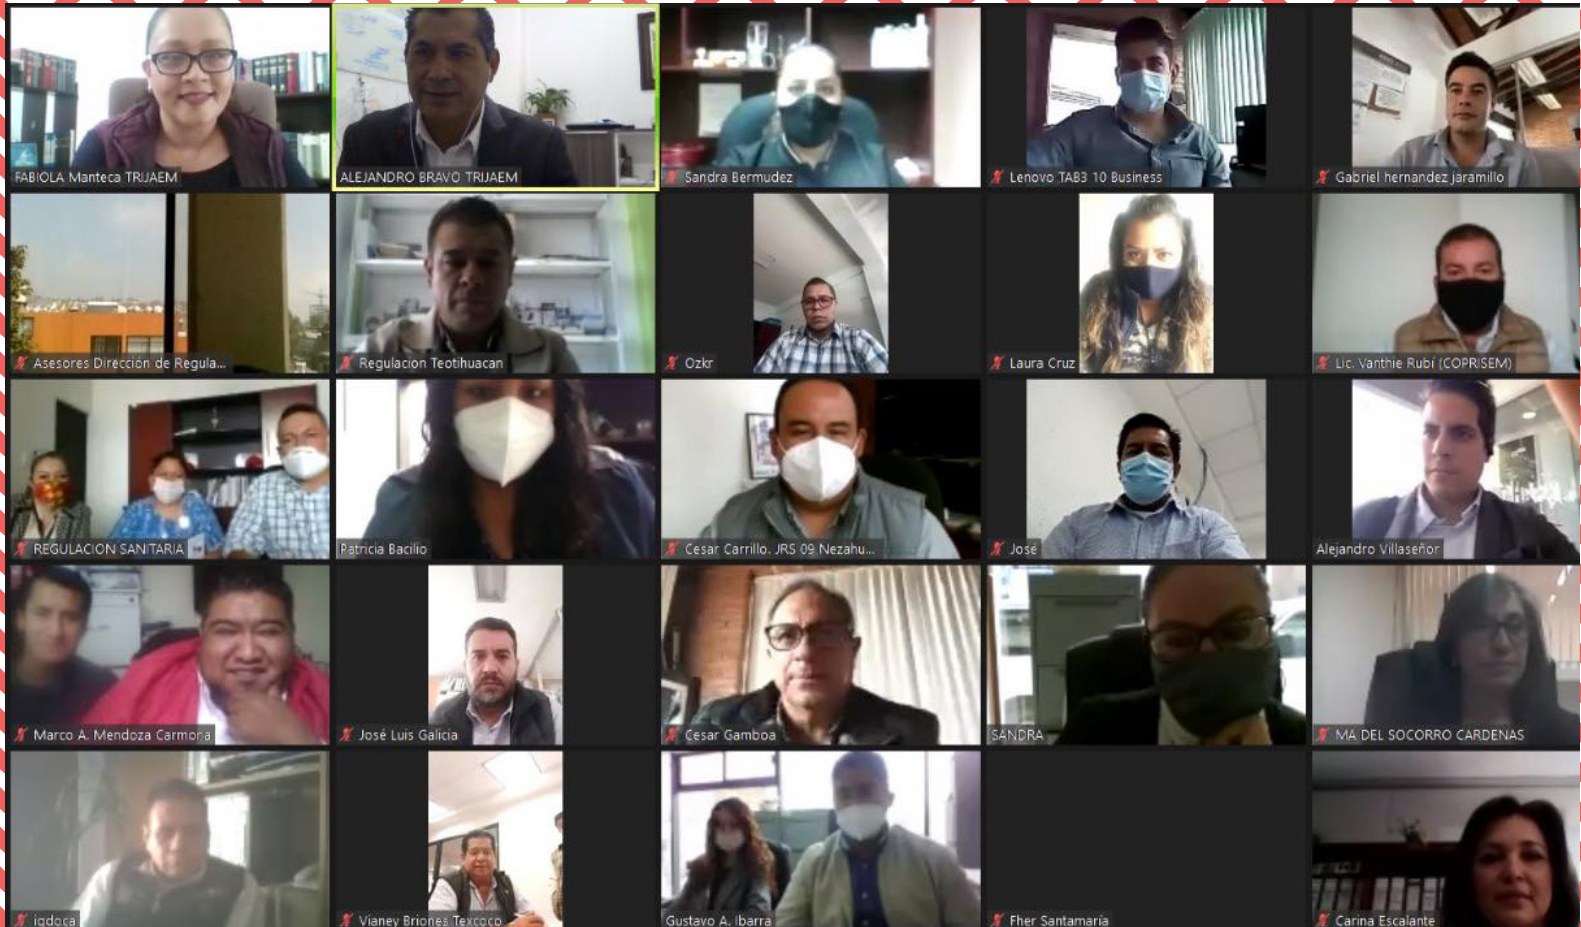 FABIOLA Manteca TRIJAEM
ALEJANDRO BRAVO TRIJAEM
Sandra Bermudez
Lenovo TAB3 10 Business
Gabriel hernandez jaramillo
Asesores Dirección de Regula...
Regulacion Teotihuacan
Ozkr
Laura Cruz
Lic. Vanthie Rubí (COPRISEM)
REGULACION SANITARIA
Patricia Bacilio
Cesar Carrillo. JRS 09 Nezahu...
José
Alejandro Villaseñor
Marco A. Mendoza Carmona
José Luis Galicia
Cesar Gamboa
SANDRA
MA DEL SOCORRO CARDENAS
igdoca
Vianey Briones Texcoco
Gustavo A. Ibarra
Fher Santamaría
Carina Escalante